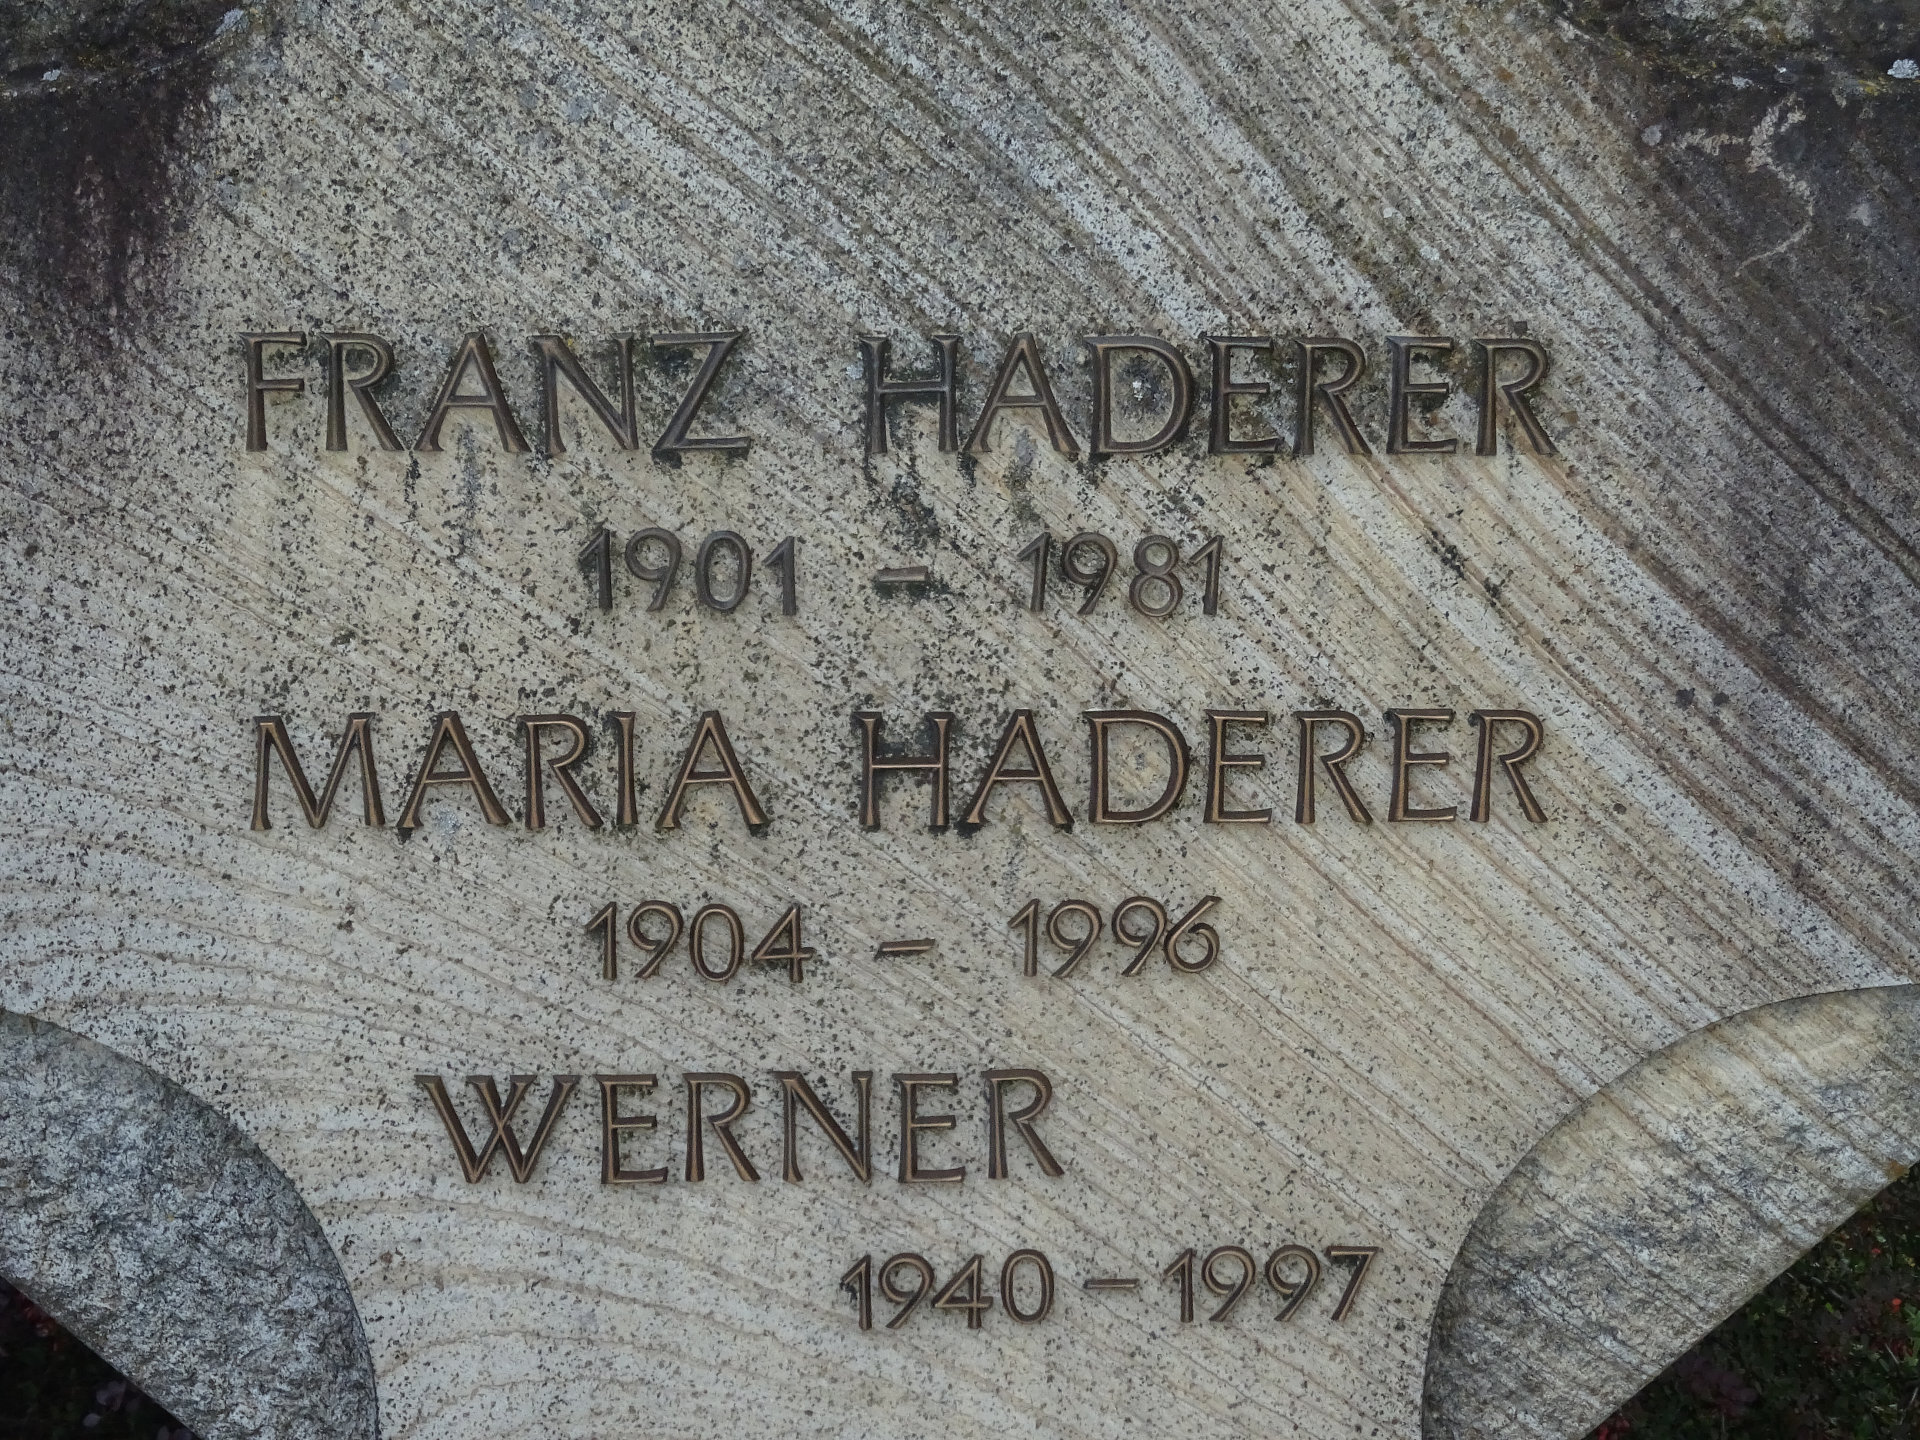 FRANZ HADERER
1901 – 1981
MARIA HADERER
1904 – 1996
WERNER
1940 – 1997